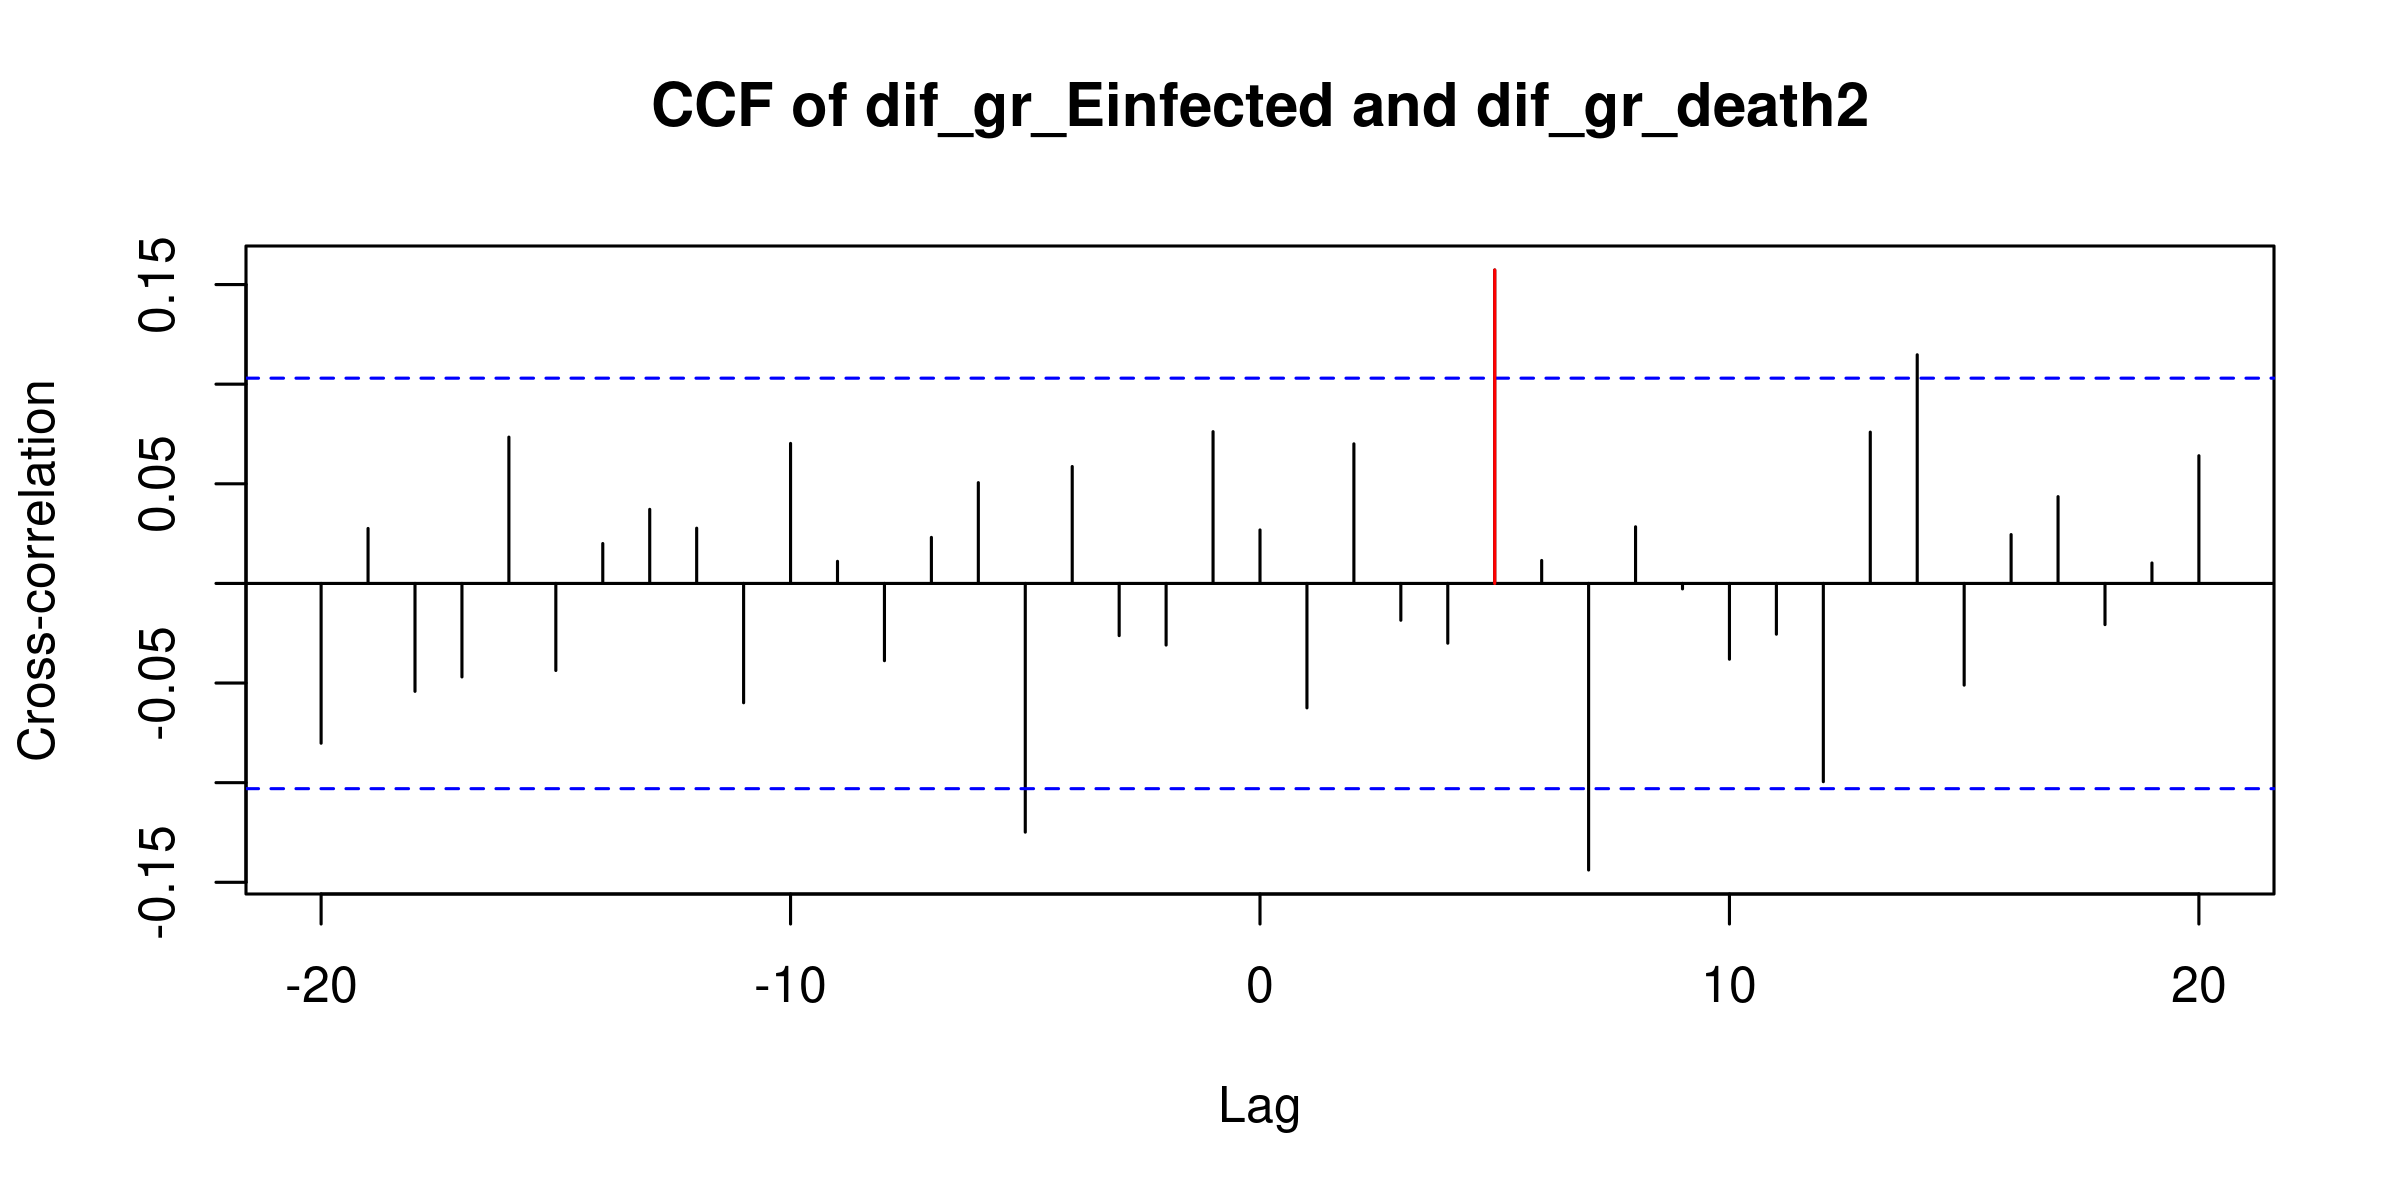 CCF of dif_gr_Einfected and dif_gr_death2
Cross-correlation
0.15
0.05
-0.05
-0.15
-20 -10 0 10 20
Lag